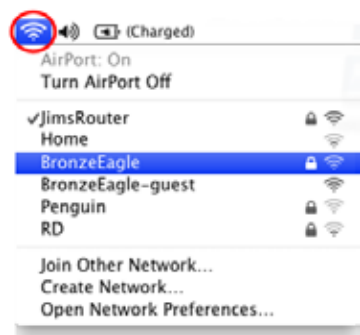 (Charged)
AirPort: On
Turn AirPort Off
✓JimsRouter
Home
BronzeEagle
BronzeEagle-guest
Penguin
RD
Join Other Network...
Create Network...
Open Network Preferences...